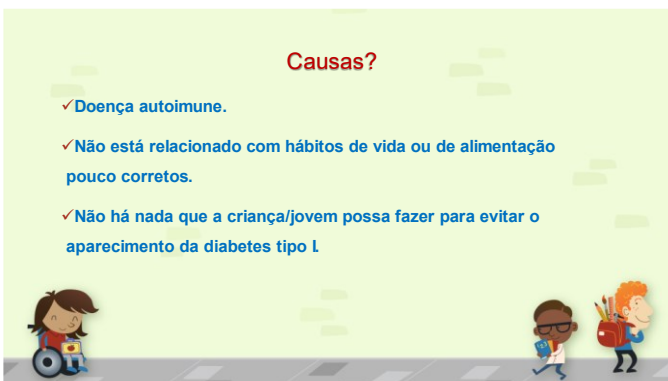 Causas?
✓Doença autoimune.
✓Não está relacionado com hábitos de vida ou de alimentação
pouco corretos.
✓Não há nada que a criança/jovem possa fazer para evitar o
aparecimento da diabetes tipo I.